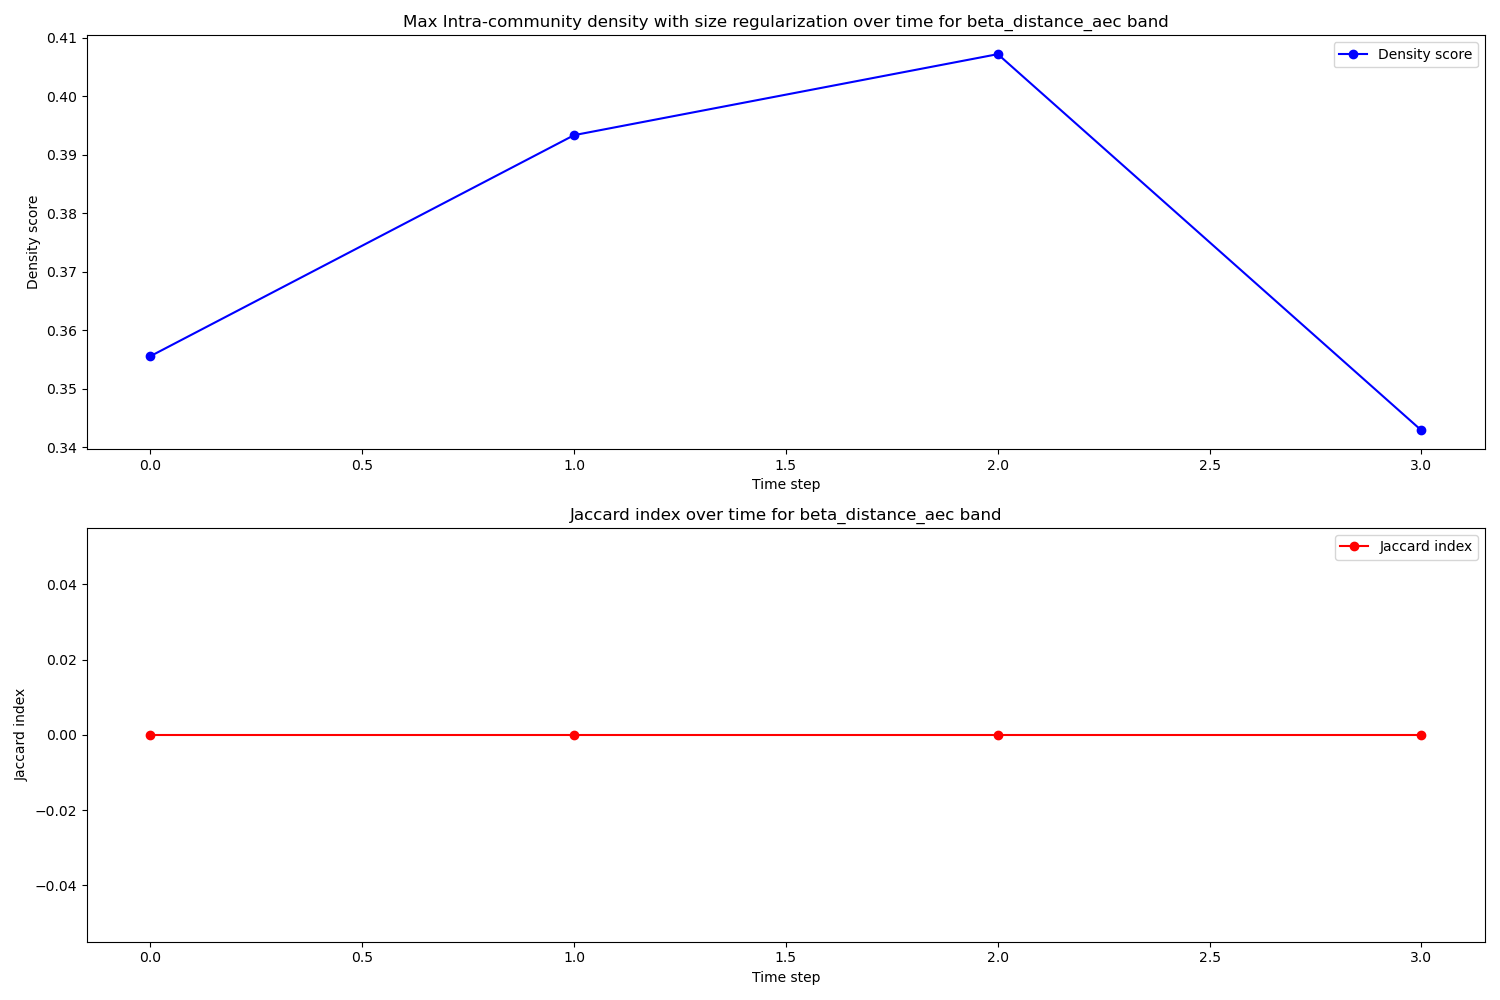 Max Intra-community density with size regularization over time for beta_distance_aec band
0.41
0.40
0.39
0.38
0.37
0.36
0.35
0.34
Density score
Density score
0.0 0.5 1.0 1.5 2.0 2.5 3.0
Time step
Jaccard index over time for beta_distance_aec band
0.04
0.02
0.00
−0.02
−0.04
Jaccard index
Jaccard index
0.0 0.5 1.0 1.5 2.0 2.5 3.0
Time step